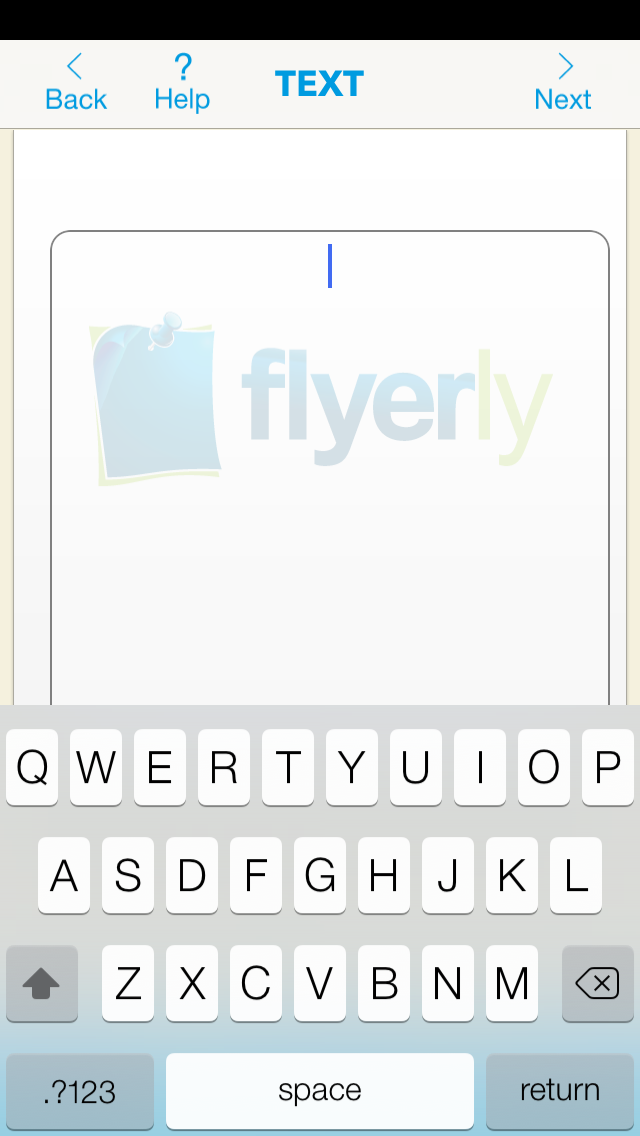 ? TEXT
Back Help Next
flyerly
Q W E R T Y U I O P
A S D F G H J K L
Z X C V B N M
.?123 space return